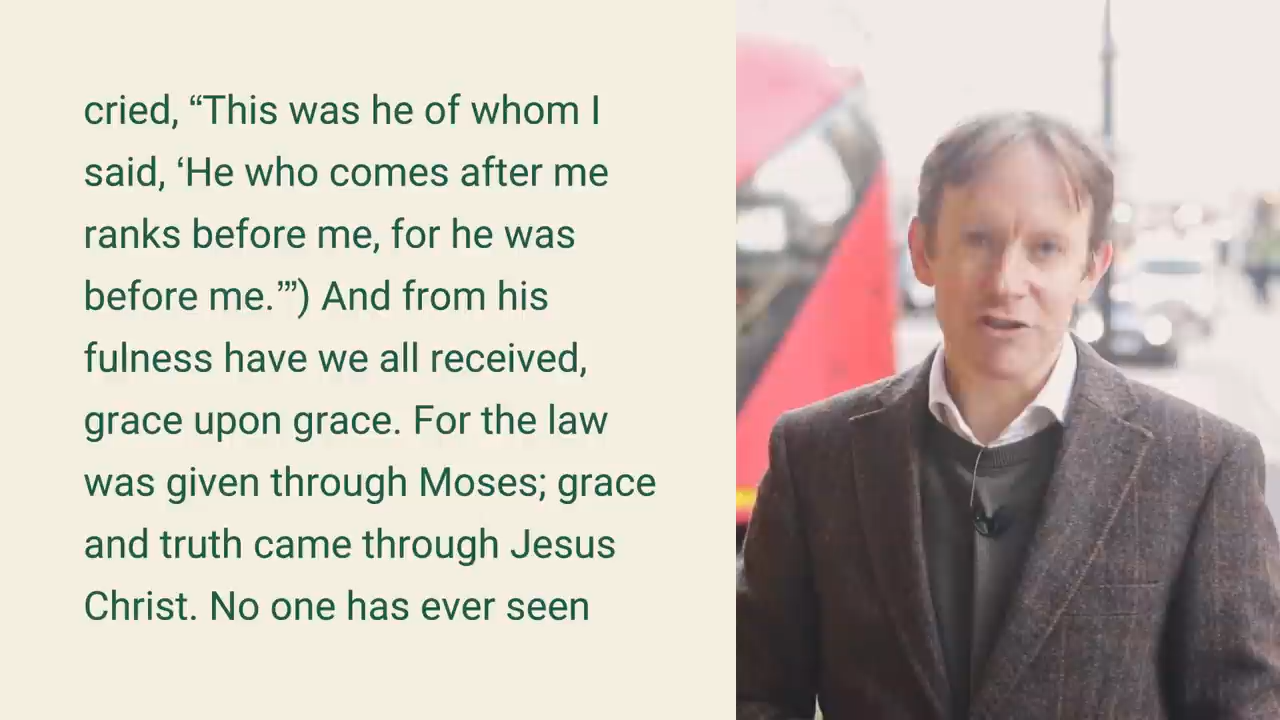 cried, “This was he of whom I
said, ‘He who comes after me
ranks before me, for he was
before me.’”) And from his
fulness have we all received,
grace upon grace. For the law
was given through Moses; grace
and truth came through Jesus
Christ. No one has ever seen